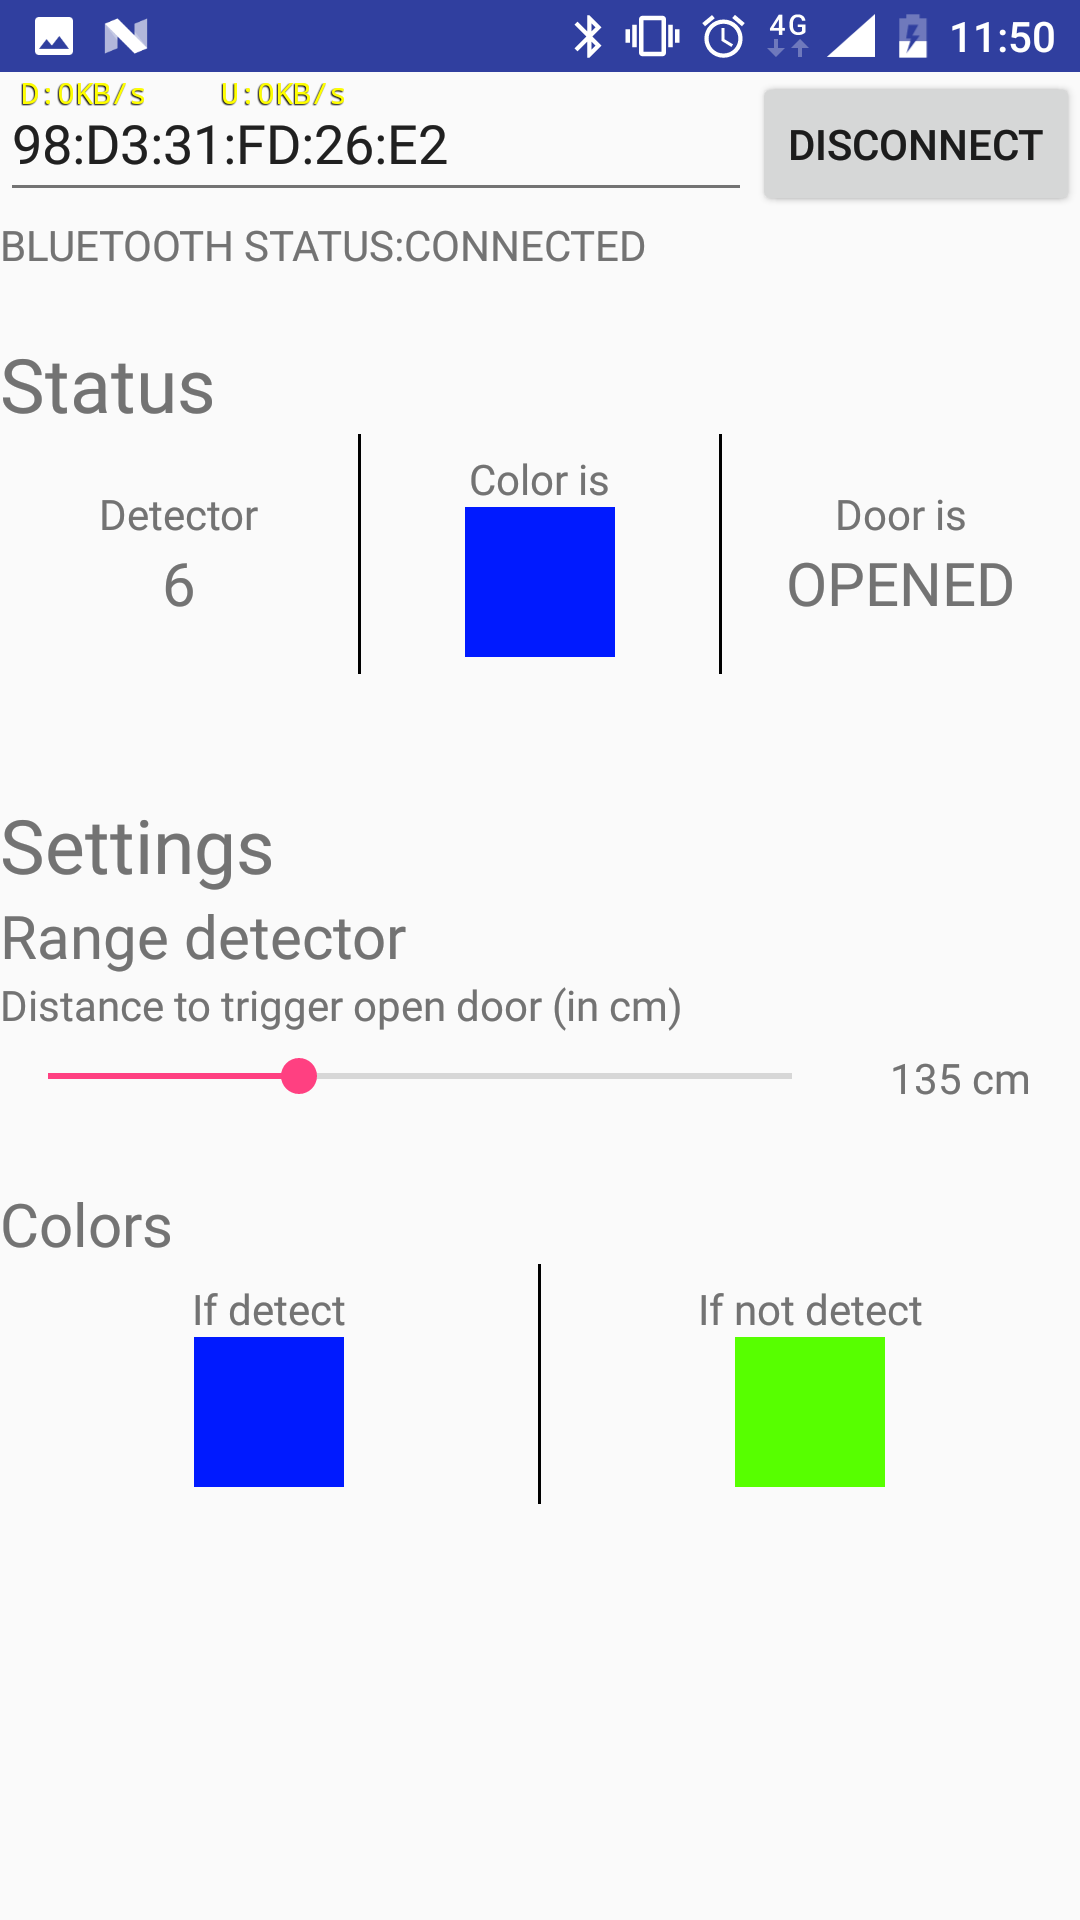 4G 11:50
D:0KB/s U:0KB/s
98:D3:31:FD:26:E2 DISCONNECT
BLUETOOTH STATUS:CONNECTED
Status
Detector Color is Door is
6 OPENED
Settings
Range detector
Distance to trigger open door (in cm)
135 cm
Colors
If detect If not detect